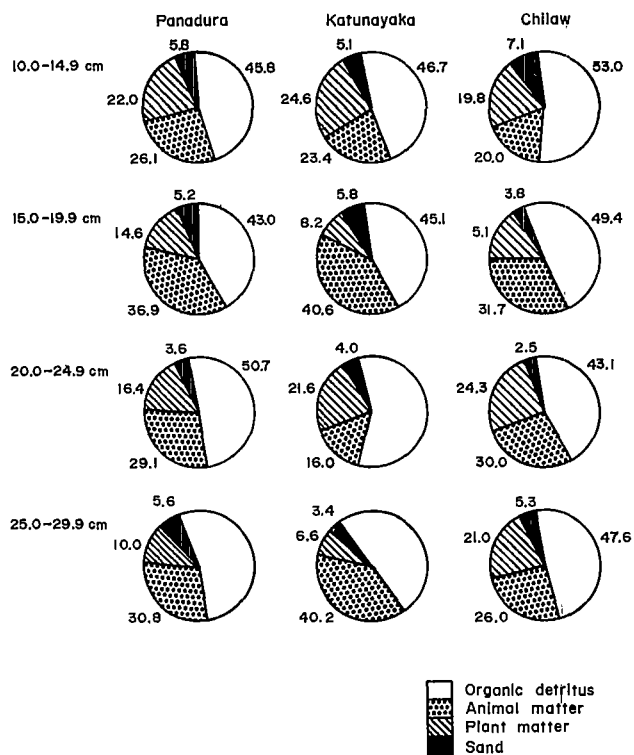 Panadura Katunayaka Chilaw
10.0-14.9 cm
5.8 45.8 22.0 26.1
5.1 46.7 24.6 23.4
7.1 53.0 19.8 20.0
15.0-19.9 cm
5.2 43.0 14.6 36.9
5.8 45.1 8.2 40.6
3.8 49.4 5.1 31.7
20.0-24.9 cm
3.6 50.7 16.4 29.1
4.0 21.6 16.0
2.5 43.1 24.3 30.0
25.0-29.9 cm
5.6 10.0 30.8
3.4 6.6 40.2
5.3 47.6 21.0 26.0
Organic detritus
Animal matter
Plant matter
Sand